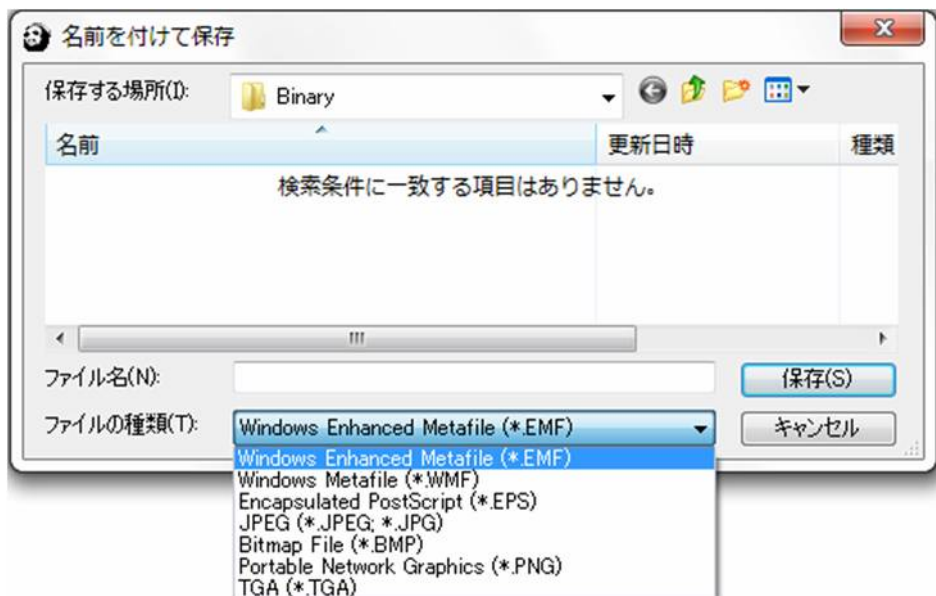 名前を付けて保存
保存する場所(I):
Binary
名前
更新日時
種類
検索条件に一致する項目はありません。
ファイル名(N):
保存(S)
ファイルの種類(T):
Windows Enhanced Metafile (*.EMF)
キャンセル
Windows Enhanced Metafile (*.EMF)
Windows Metafile (*.WMF)
Encapsulated PostScript (*.EPS)
JPEG (*.JPEG; *.JPG)
Bitmap File (*.BMP)
Portable Network Graphics (*.PNG)
TGA (*.TGA)